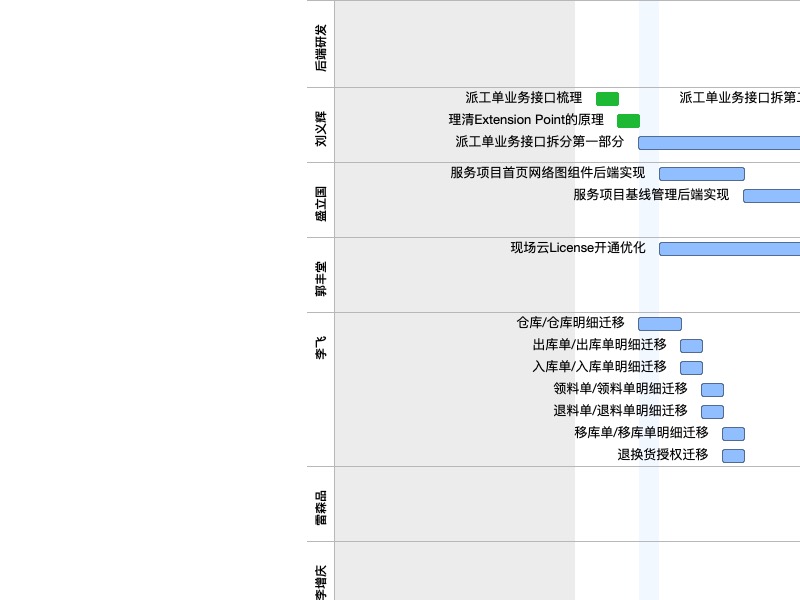 后端研发
刘义辉
派工单业务接口梳理
派工单业务接口拆第
理清Extension Point的原理
派工单业务接口拆分第一部分
盛立国
服务项目首页网络图组件后端实现
服务项目基线管理后端实现
郭丰堂
现场云License开通优化
李飞
仓库/仓库明细迁移
出库单/出库单明细迁移
入库单/入库单明细迁移
领料单/领料单明细迁移
退料单/退料单明细迁移
移库单/移库单明细迁移
退换货授权迁移
雷森品
李增庆